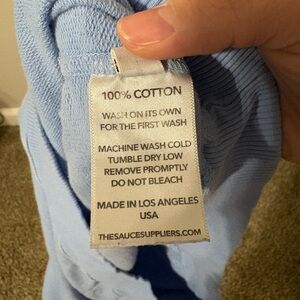 100% COTTON
WASH ON ITS OWN
FOR THE FIRST WASH
MACHINE WASH COLD
TUMBLE DRY LOW
REMOVE PROMPTLY
DO NOT BLEACH
MADE IN LOS ANGELES
USA
THESAUCESUPPLIERS.COM